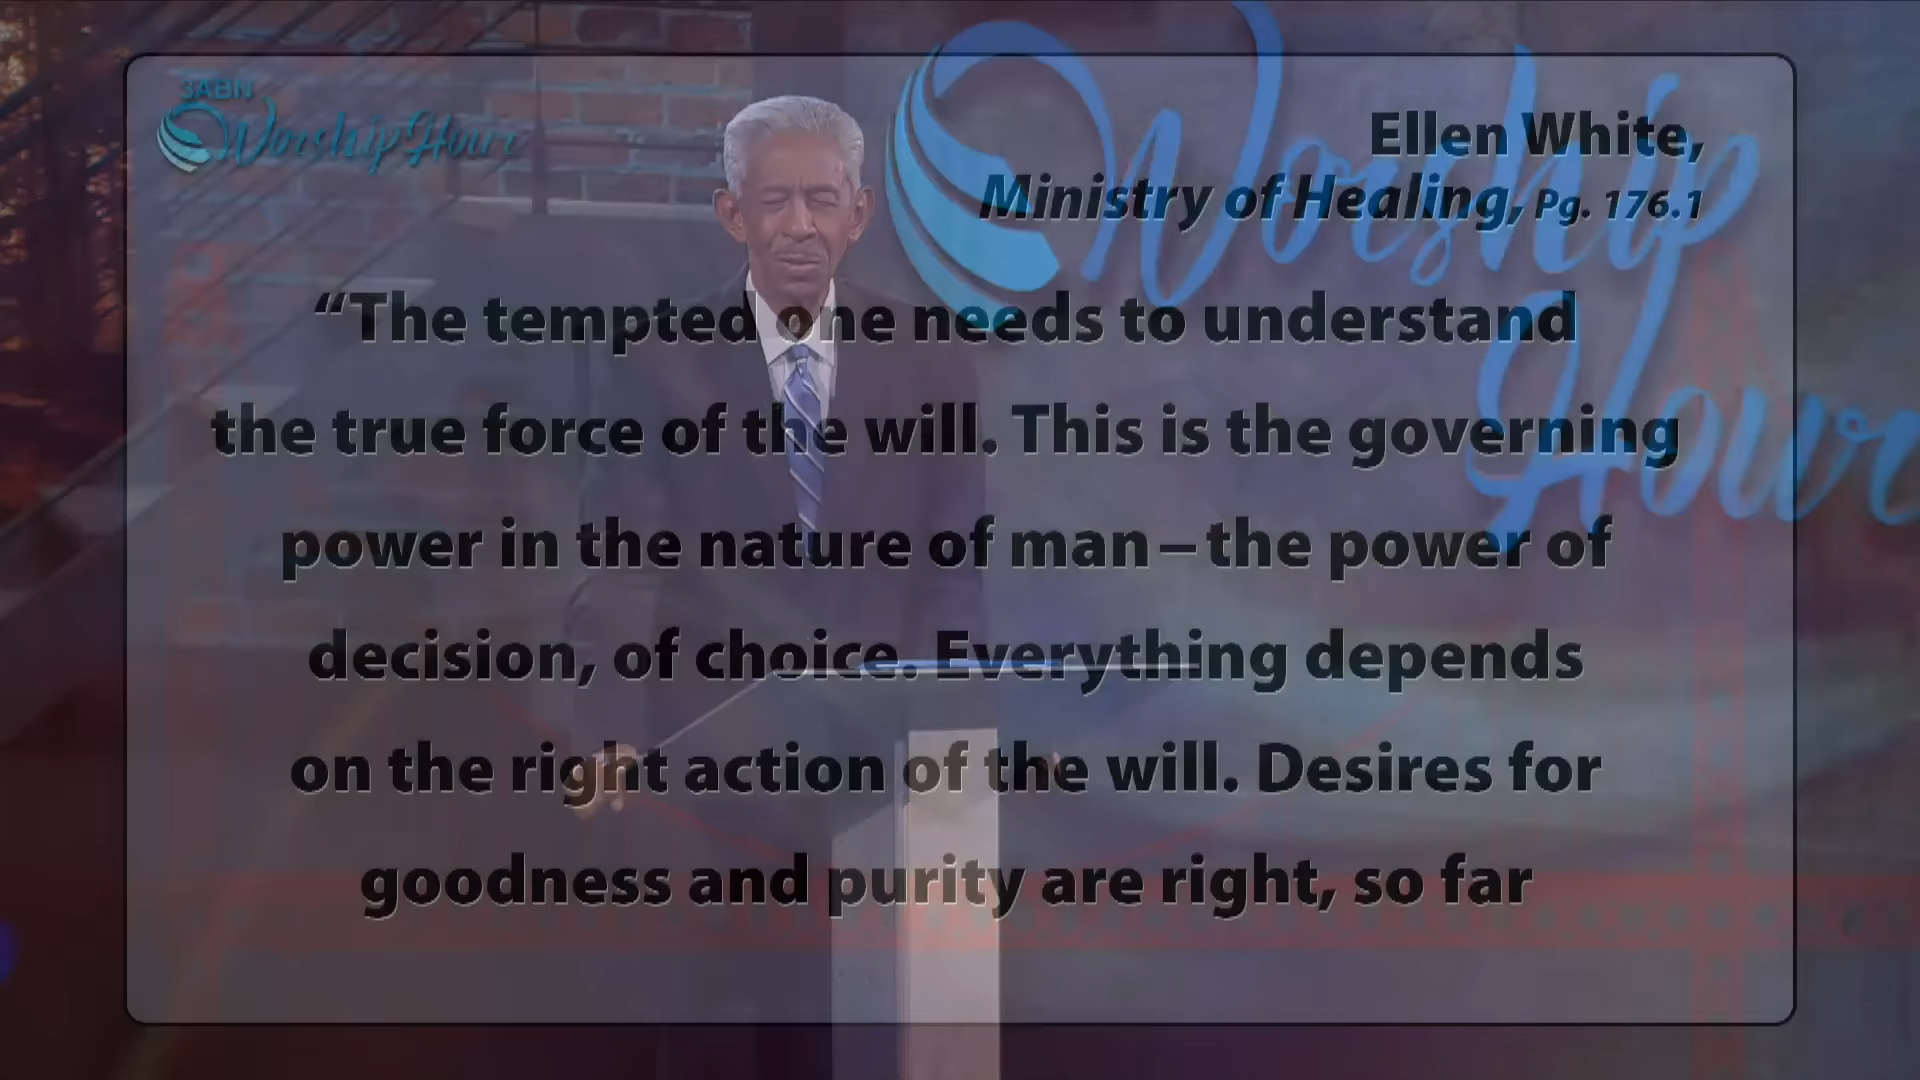 3ABN
Worship Hour
Worship
Hour
Ellen White,
Ministry of Healing, Pg. 176.1
“The tempted one needs to understand
the true force of the will. This is the governing
power in the nature of man–the power of
decision, of choice. Everything depends
on the right action of the will. Desires for
goodness and purity are right, so far